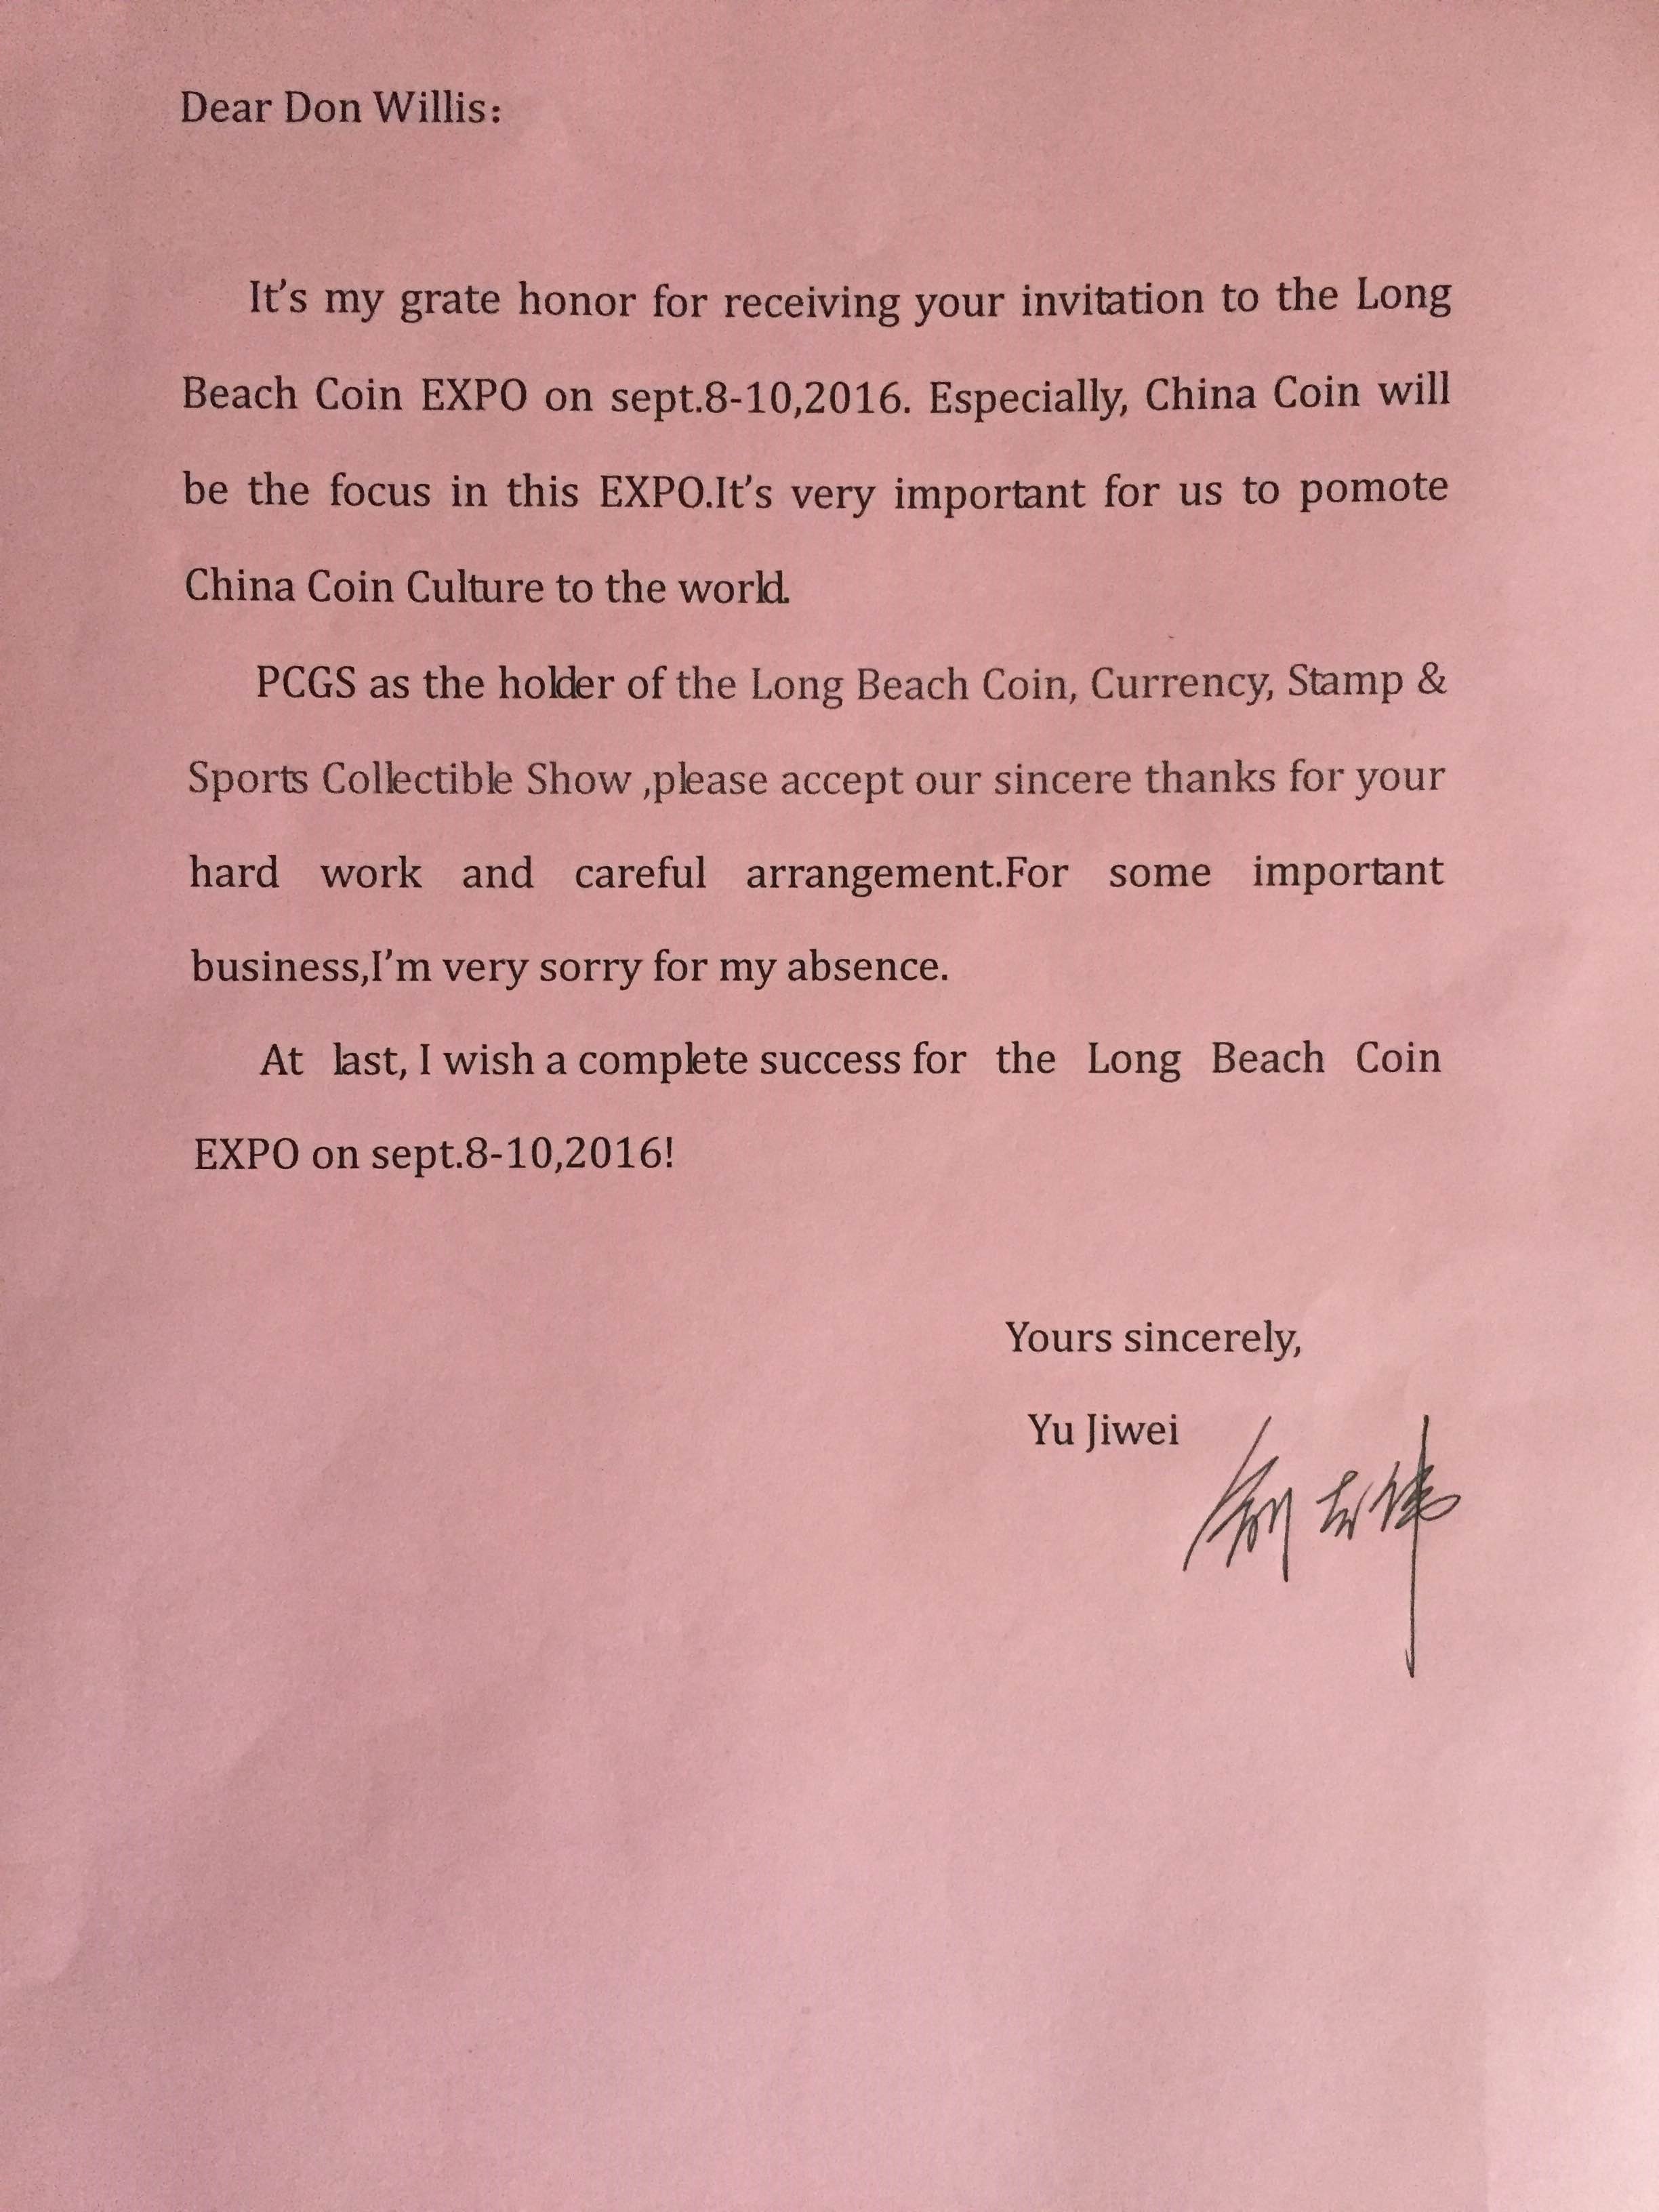 Dear Don Willis:
It's my grate honor for receiving your invitation to the Long
Beach Coin EXPO on sept.8-10,2016. Especially, China Coin will
be the focus in this EXPO.It's very important for us to pomote
China Coin Culture to the world.
PCGS as the holder of the Long Beach Coin, Currency, Stamp &
Sports Collectible Show ,please accept our sincere thanks for your
hard work and careful arrangement.For some important
business,I'm very sorry for my absence.
At last, I wish a complete success for the Long Beach Coin
EXPO on sept.8-10,2016!
Yours sincerely,
Yu Jiwei